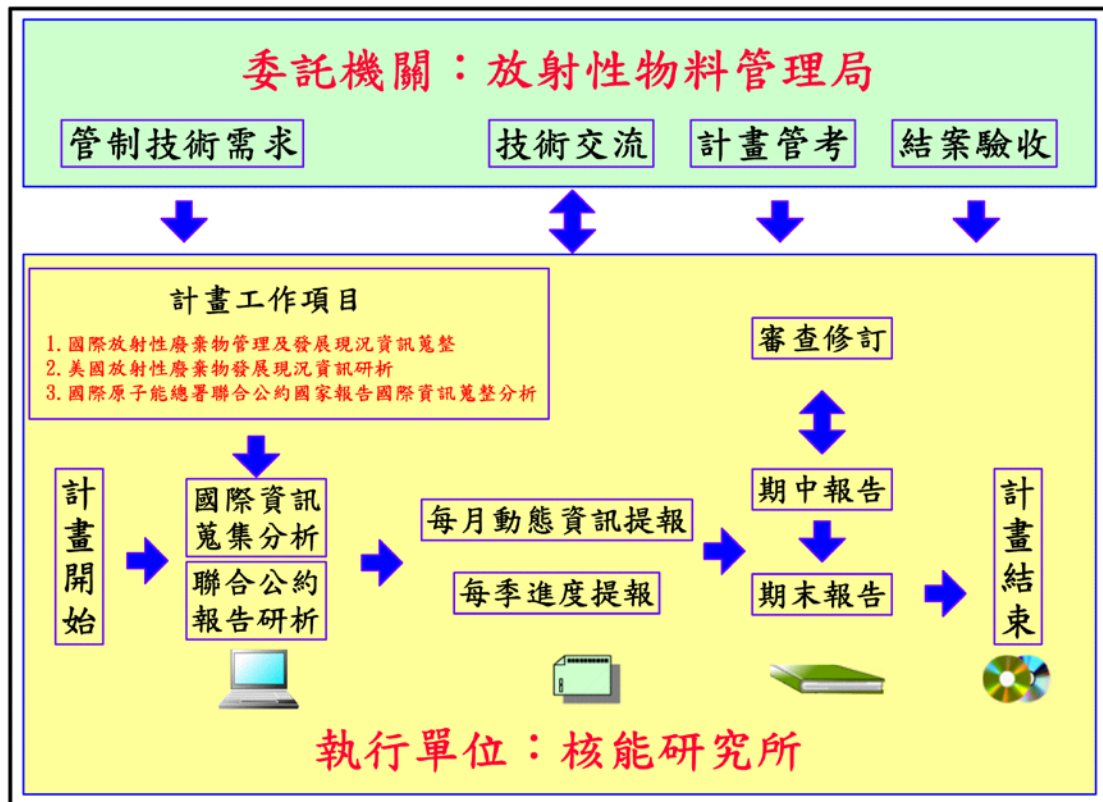 委託機關：放射性物料管理局
管制技術需求
技術交流
計畫管考
結案驗收
計畫工作項目
1.國際放射性廢棄物管理及發展現況資訊蒐整
2.美國放射性廢棄物發展現況資訊研析
3.國際原子能總署聯合公約國家報告國際資訊蒐整分析
審查修訂
計畫開始
國際資訊
蒐集分析
聯合公約
報告研析
每月動態資訊提報
每季進度提報
期中報告
期末報告
計畫結束
執行單位：核能研究所